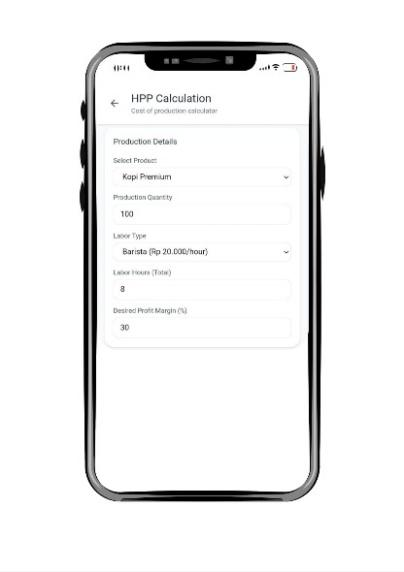 HPP Calculation
Cost of production calculator
Production Details
Select Product
Kopi Premium
Production Quantity
100
Labor Type
Barista (Rp 20.000/hour)
Labor Hours (Total)
8
Desired Profit Margin (%)
30